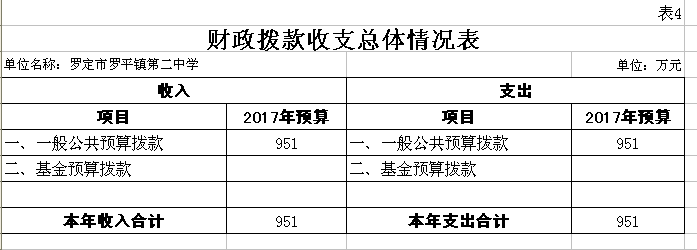 表4
财政拨款收支总体情况表
单位名称：罗定市罗平镇第二中学 单位：万元
收入 支出
项目 2017年预算 项目 2017年预算
一、一般公共预算拨款 951 一、一般公共预算拨款 951
二、基金预算拨款 二、基金预算拨款
本年收入合计 951 本年支出合计 951